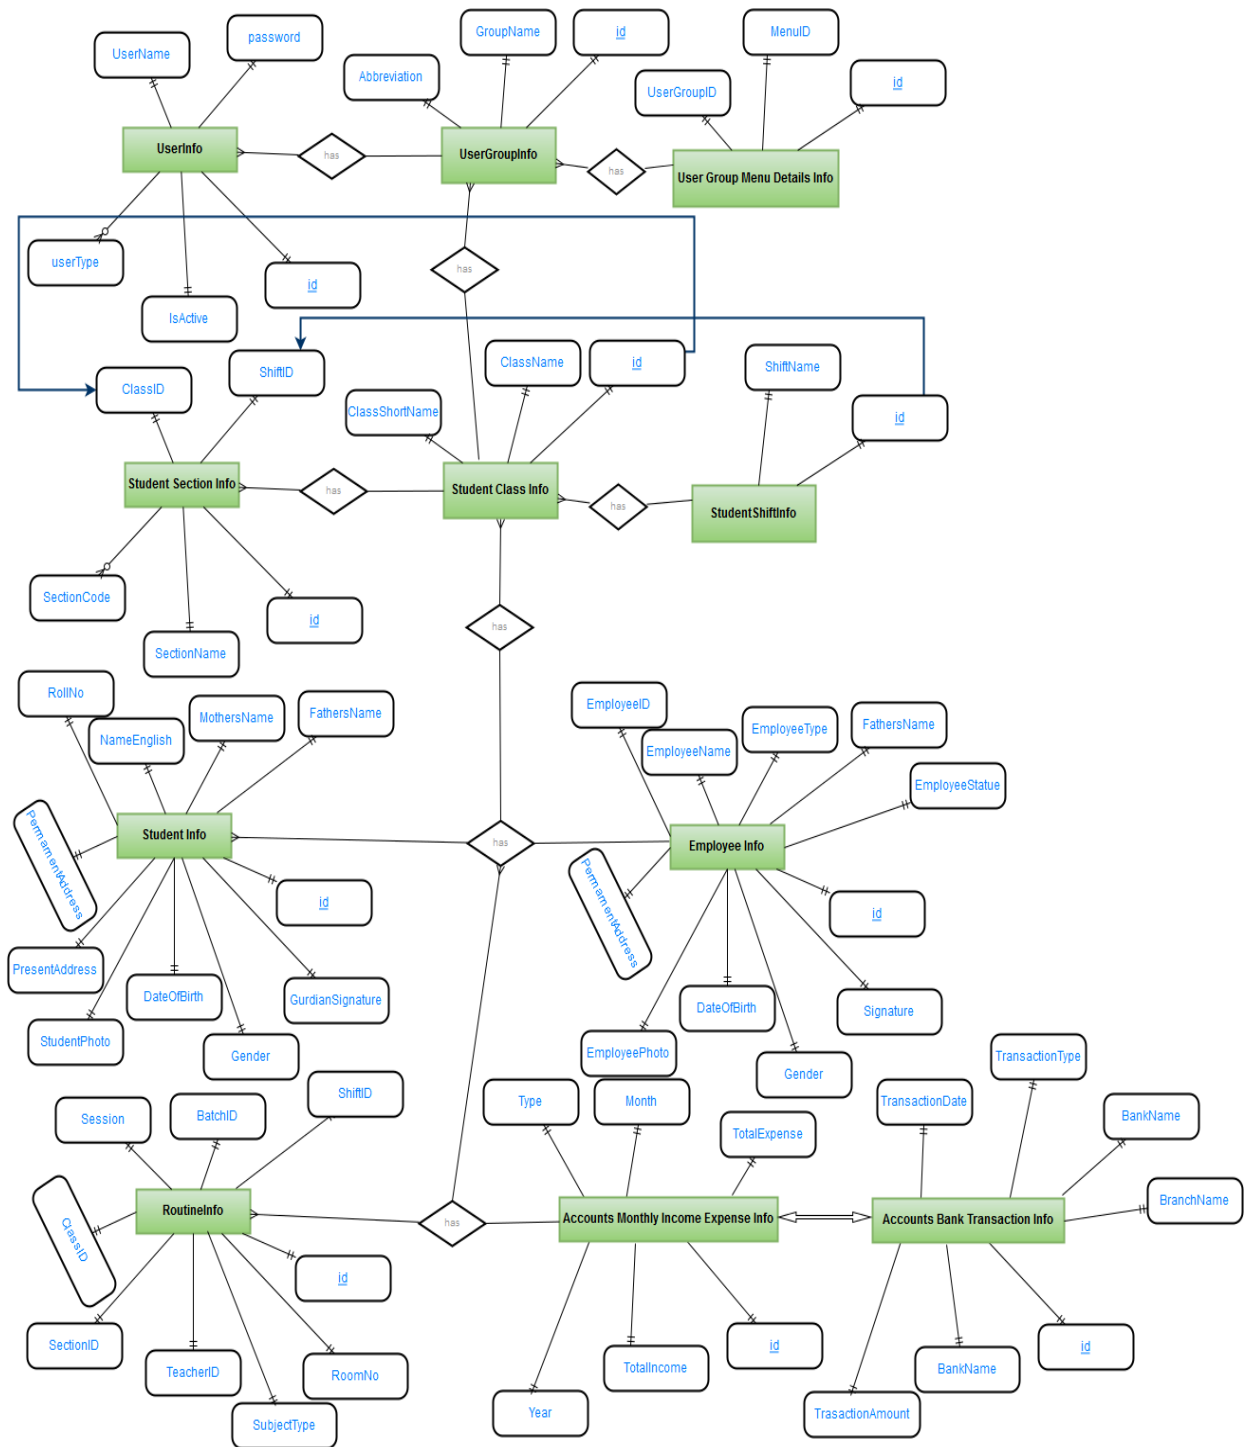 UserName
password
GroupName
id
MenuID
Abbreviation
UserGroupID
id
UserInfo
has
UserGroupInfo
has
User Group Menu Details Info
userType
id
IsActive
has
ClassID
ShiftID
ClassName
id
ShiftName
ClassShortName
id
Student Section Info
has
Student Class Info
has
StudentShiftInfo
SectionCode
SectionName
id
has
RollNo
NameEnglish
MothersName
FathersName
EmployeeID
EmployeeName
EmployeeType
FathersName
EmployeeStatue
Student Info
has
Employee Info
PermamentAddress
PermamentAddress
id
id
PresentAddress
DateOfBirth
GurdianSignature
StudentPhoto
Gender
DateOfBirth
Signature
EmployeePhoto
Gender
Session
BatchID
ShiftID
Type
Month
TotalExpense
TransactionDate
TransactionType
BankName
BranchName
RoutineInfo
has
Accounts Monthly Income Expense Info
Accounts Bank Transaction Info
ClassID
id
SectionID
TeacherID
RoomNo
SubjectType
Year
TotalIncome
id
TrasactionAmount
BankName
id